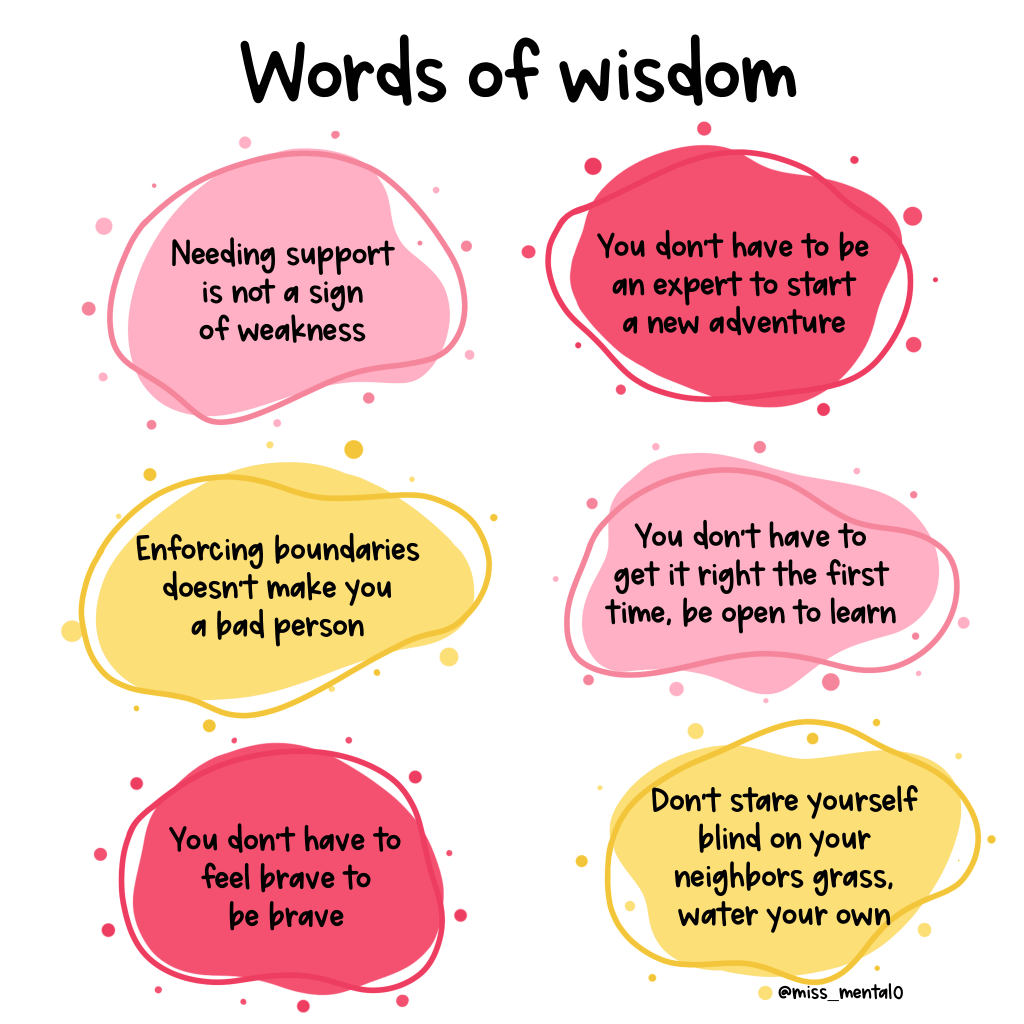 Words of wisdom
Needing support
is not a sign
of weakness
You don't have to be
an expert to start
a new adventure
Enforcing boundaries
doesn't make you
a bad person
You don't have to
get it right the first
time, be open to learn
You don't have to
feel brave to
be brave
Don't stare yourself
blind on your
neighbors grass,
water your own
@miss_mental0